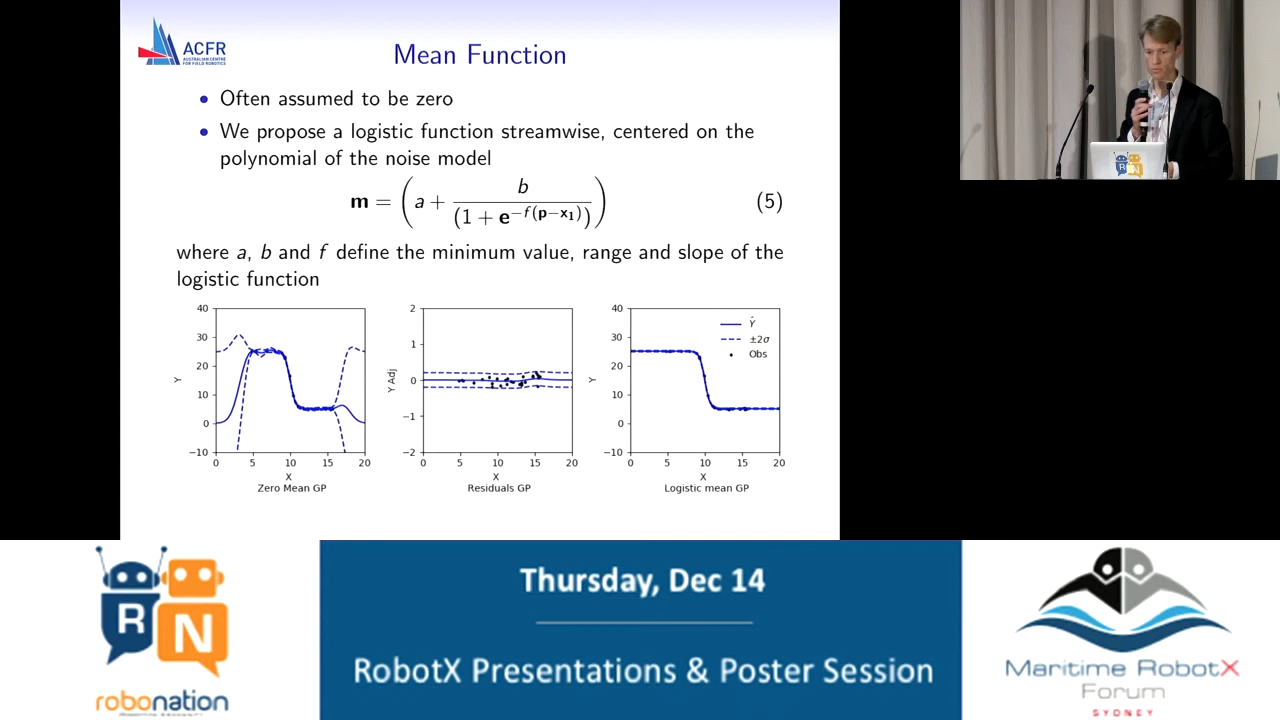 ACFR
AUSTRALIAN CENTRE
FOR FIELD ROBOTICS
Mean Function
• Often assumed to be zero
• We propose a logistic function streamwise, centered on the
polynomial of the noise model
m = ( a + b / (1 + e^{−f(p−x₁)}) ) (5)
where a, b and f define the minimum value, range and slope of the
logistic function
40
30
20
10
0
−10
Y
0 5 10 15 20
X
Zero Mean GP
2
1
0
−1
−2
Y Adj
0 5 10 15 20
X
Residuals GP
40
30
20
10
0
−10
Y
Ŷ
±2σ
Obs
0 5 10 15 20
X
Logistic mean GP
RN
robonation
Thursday, Dec 14
RobotX Presentations & Poster Session
Maritime RobotX
Forum
SYDNEY